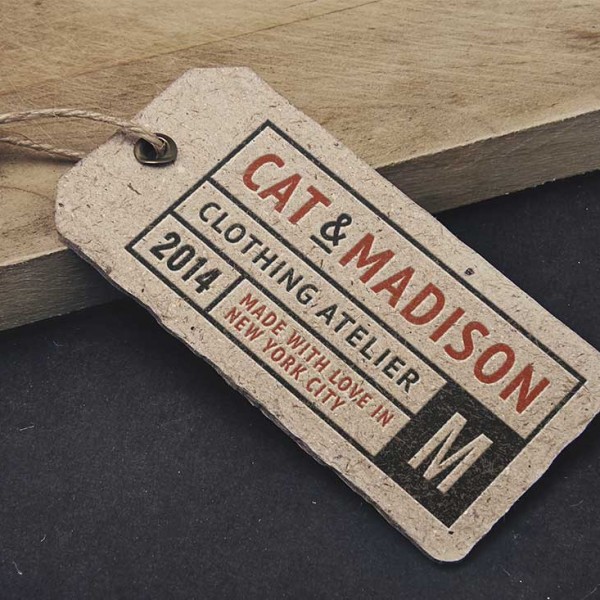 CAT & MADISON
CLOTHING ATELIER
2014
MADE WITH LOVE IN
NEW YORK CITY
M